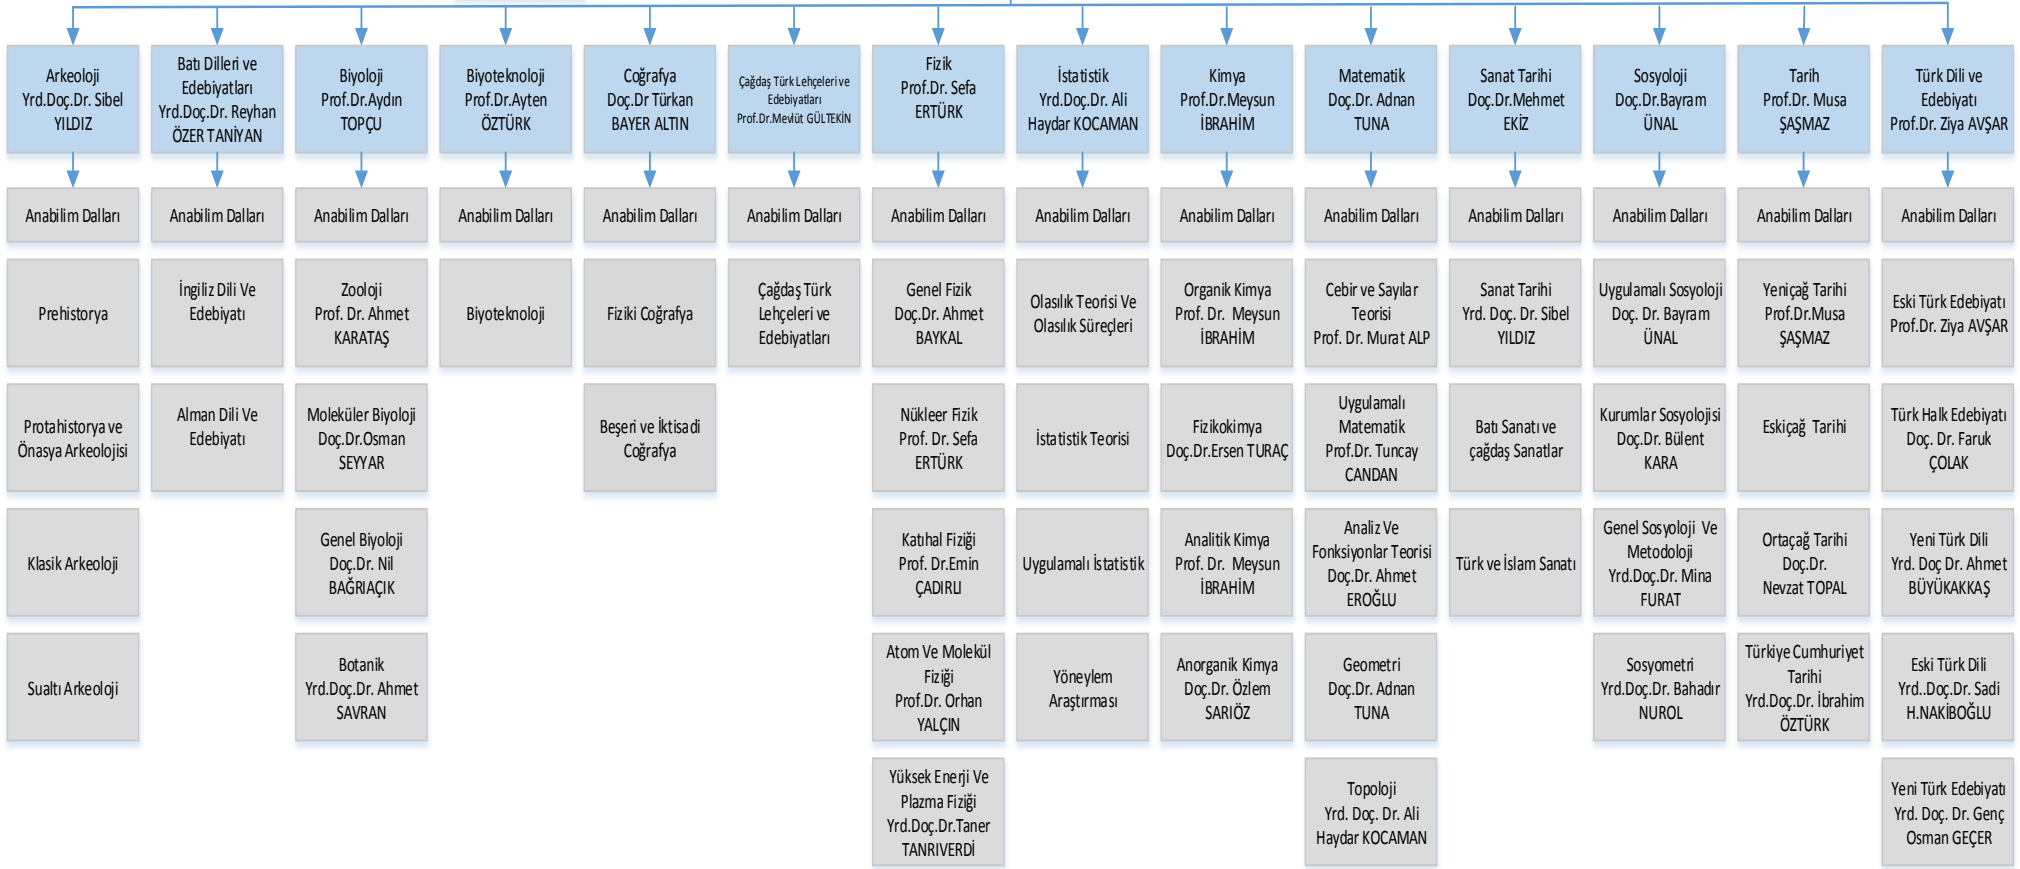 Arkeoloji
Yrd.Doç.Dr. Sibel
YILDIZ
Batı Dilleri ve
Edebiyatları
Yrd.Doç.Dr. Reyhan
ÖZER TANİYAN
Biyoloji
Prof.Dr.Aydın
TOPÇU
Biyoteknoloji
Prof.Dr.Ayten
ÖZTÜRK
Coğrafya
Doç.Dr Türkan
BAYER ALTIN
Çağdaş Türk Lehçeleri ve
Edebiyatları
Prof.Dr.Mevlüt GÜLTEKİN
Fizik
Prof.Dr. Sefa
ERTÜRK
İstatistik
Yrd.Doç.Dr. Ali
Haydar KOCAMAN
Kimya
Prof.Dr.Meysun
İBRAHİM
Matematik
Doç.Dr. Adnan
TUNA
Sanat Tarihi
Doç.Dr.Mehmet
EKİZ
Sosyoloji
Doç.Dr.Bayram
ÜNAL
Tarih
Prof.Dr. Musa
ŞAŞMAZ
Türk Dili ve
Edebiyatı
Prof.Dr. Ziya AVŞAR
Anabilim Dalları
Anabilim Dalları
Anabilim Dalları
Anabilim Dalları
Anabilim Dalları
Anabilim Dalları
Anabilim Dalları
Anabilim Dalları
Anabilim Dalları
Anabilim Dalları
Anabilim Dalları
Anabilim Dalları
Anabilim Dalları
Anabilim Dalları
Prehistorya
İngiliz Dili Ve
Edebiyatı
Zooloji
Prof. Dr. Ahmet
KARATAŞ
Biyoteknoloji
Fiziki Coğrafya
Çağdaş Türk
Lehçeleri ve
Edebiyatları
Genel Fizik
Doç.Dr. Ahmet
BAYKAL
Olasılık Teorisi Ve
Olasılık Süreçleri
Organik Kimya
Prof. Dr. Meysun
İBRAHİM
Cebir ve Sayılar
Teorisi
Prof. Dr. Murat ALP
Sanat Tarihi
Yrd. Doç. Dr. Sibel
YILDIZ
Uygulamalı Sosyoloji
Doç. Dr. Bayram
ÜNAL
Yeniçağ Tarihi
Prof.Dr.Musa
ŞAŞMAZ
Eski Türk Edebiyatı
Prof.Dr. Ziya AVŞAR
Protahistorya ve
Önasya Arkeolojisi
Alman Dili Ve
Edebiyatı
Moleküler Biyoloji
Doç.Dr.Osman
SEYYAR
Beşeri ve İktisadi
Coğrafya
Nükleer Fizik
Prof. Dr. Sefa
ERTÜRK
İstatistik Teorisi
Fizikokimya
Doç.Dr.Ersen TURAÇ
Uygulamalı
Matematik
Prof.Dr. Tuncay
CANDAN
Batı Sanatı ve
çağdaş Sanatlar
Kurumlar Sosyolojisi
Doç.Dr. Bülent
KARA
Eskiçağ Tarihi
Türk Halk Edebiyatı
Doç. Dr. Faruk
ÇOLAK
Klasik Arkeoloji
Genel Biyoloji
Doç.Dr. Nil
BAĞRIAÇIK
Katıhal Fiziği
Prof. Dr.Emin
ÇADIRLI
Uygulamalı İstatistik
Analitik Kimya
Prof. Dr. Meysun
İBRAHİM
Analiz Ve
Fonksiyonlar Teorisi
Doç.Dr. Ahmet
EROĞLU
Türk ve İslam Sanatı
Genel Sosyoloji Ve
Metodoloji
Yrd.Doç.Dr. Mina
FURAT
Ortaçağ Tarihi
Doç.Dr.
Nevzat TOPAL
Yeni Türk Dili
Yrd. Doç Dr. Ahmet
BÜYÜKAKKAŞ
Sualtı Arkeoloji
Botanik
Yrd.Doç.Dr. Ahmet
SAVRAN
Atom Ve Molekül
Fiziği
Prof.Dr. Orhan
YALÇIN
Yöneylem
Araştırması
Anorganik Kimya
Doç.Dr. Özlem
SARIÖZ
Geometri
Doç.Dr. Adnan
TUNA
Sosyometri
Yrd.Doç.Dr. Bahadır
NUROL
Türkiye Cumhuriyet
Tarihi
Yrd.Doç.Dr. İbrahim
ÖZTÜRK
Eski Türk Dili
Yrd..Doç.Dr. Sadi
H.NAKİBOĞLU
Yüksek Enerji Ve
Plazma Fiziği
Yrd.Doç.Dr.Taner
TANRIVERDİ
Topoloji
Yrd. Doç. Dr. Ali
Haydar KOCAMAN
Yeni Türk Edebiyatı
Yrd. Doç. Dr. Genç
Osman GEÇER